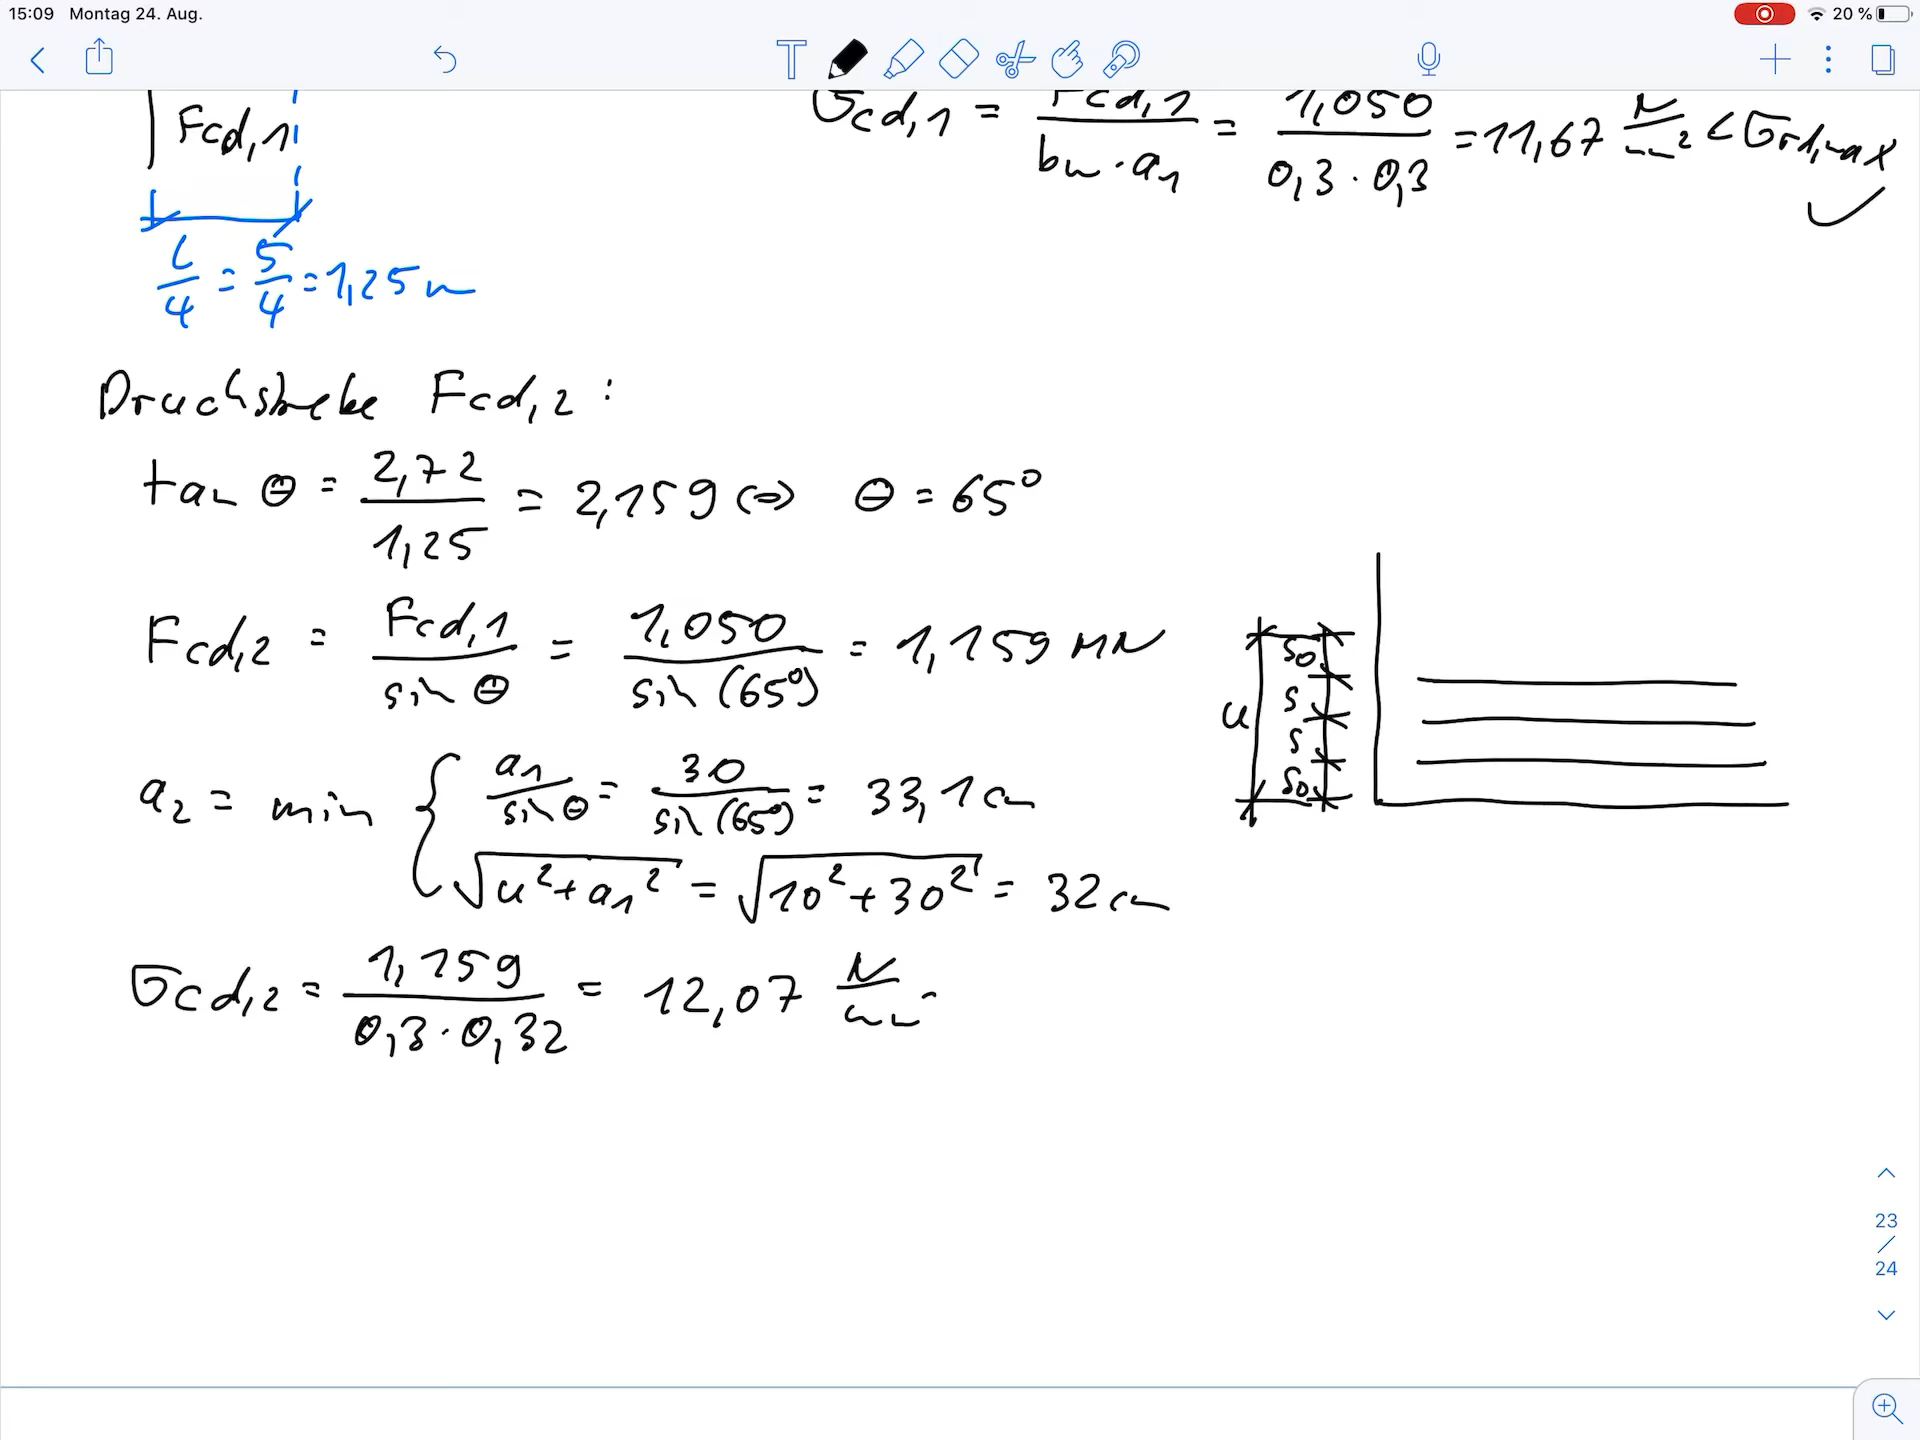 15:09 Montag 24. Aug. 20 %
Fcd,1
σcd,1 = Fcd,1 / (bw · a1) = 1,050 / (0,3 · 0,3) = 11,67 N/mm² < σrd,max ✓
L/4 = 5/4 = 1,25 m
Druckstrebe Fcd,2 :
tan θ = 2,72 / 1,25 = 2,159 ⇔ θ = 65°
Fcd,2 = Fcd,1 / sin θ = 1,050 / sin (65°) = 1,159 MN
a2 = min { a1 / sin θ = 30 / sin (65°) = 33,1 cm
√(u² + a1²) = √(10² + 30²) = 32 cm
σcd,2 = 1,159 / (0,3 · 0,32) = 12,07 N/mm
u
s0
s
s
s0
23
/
24